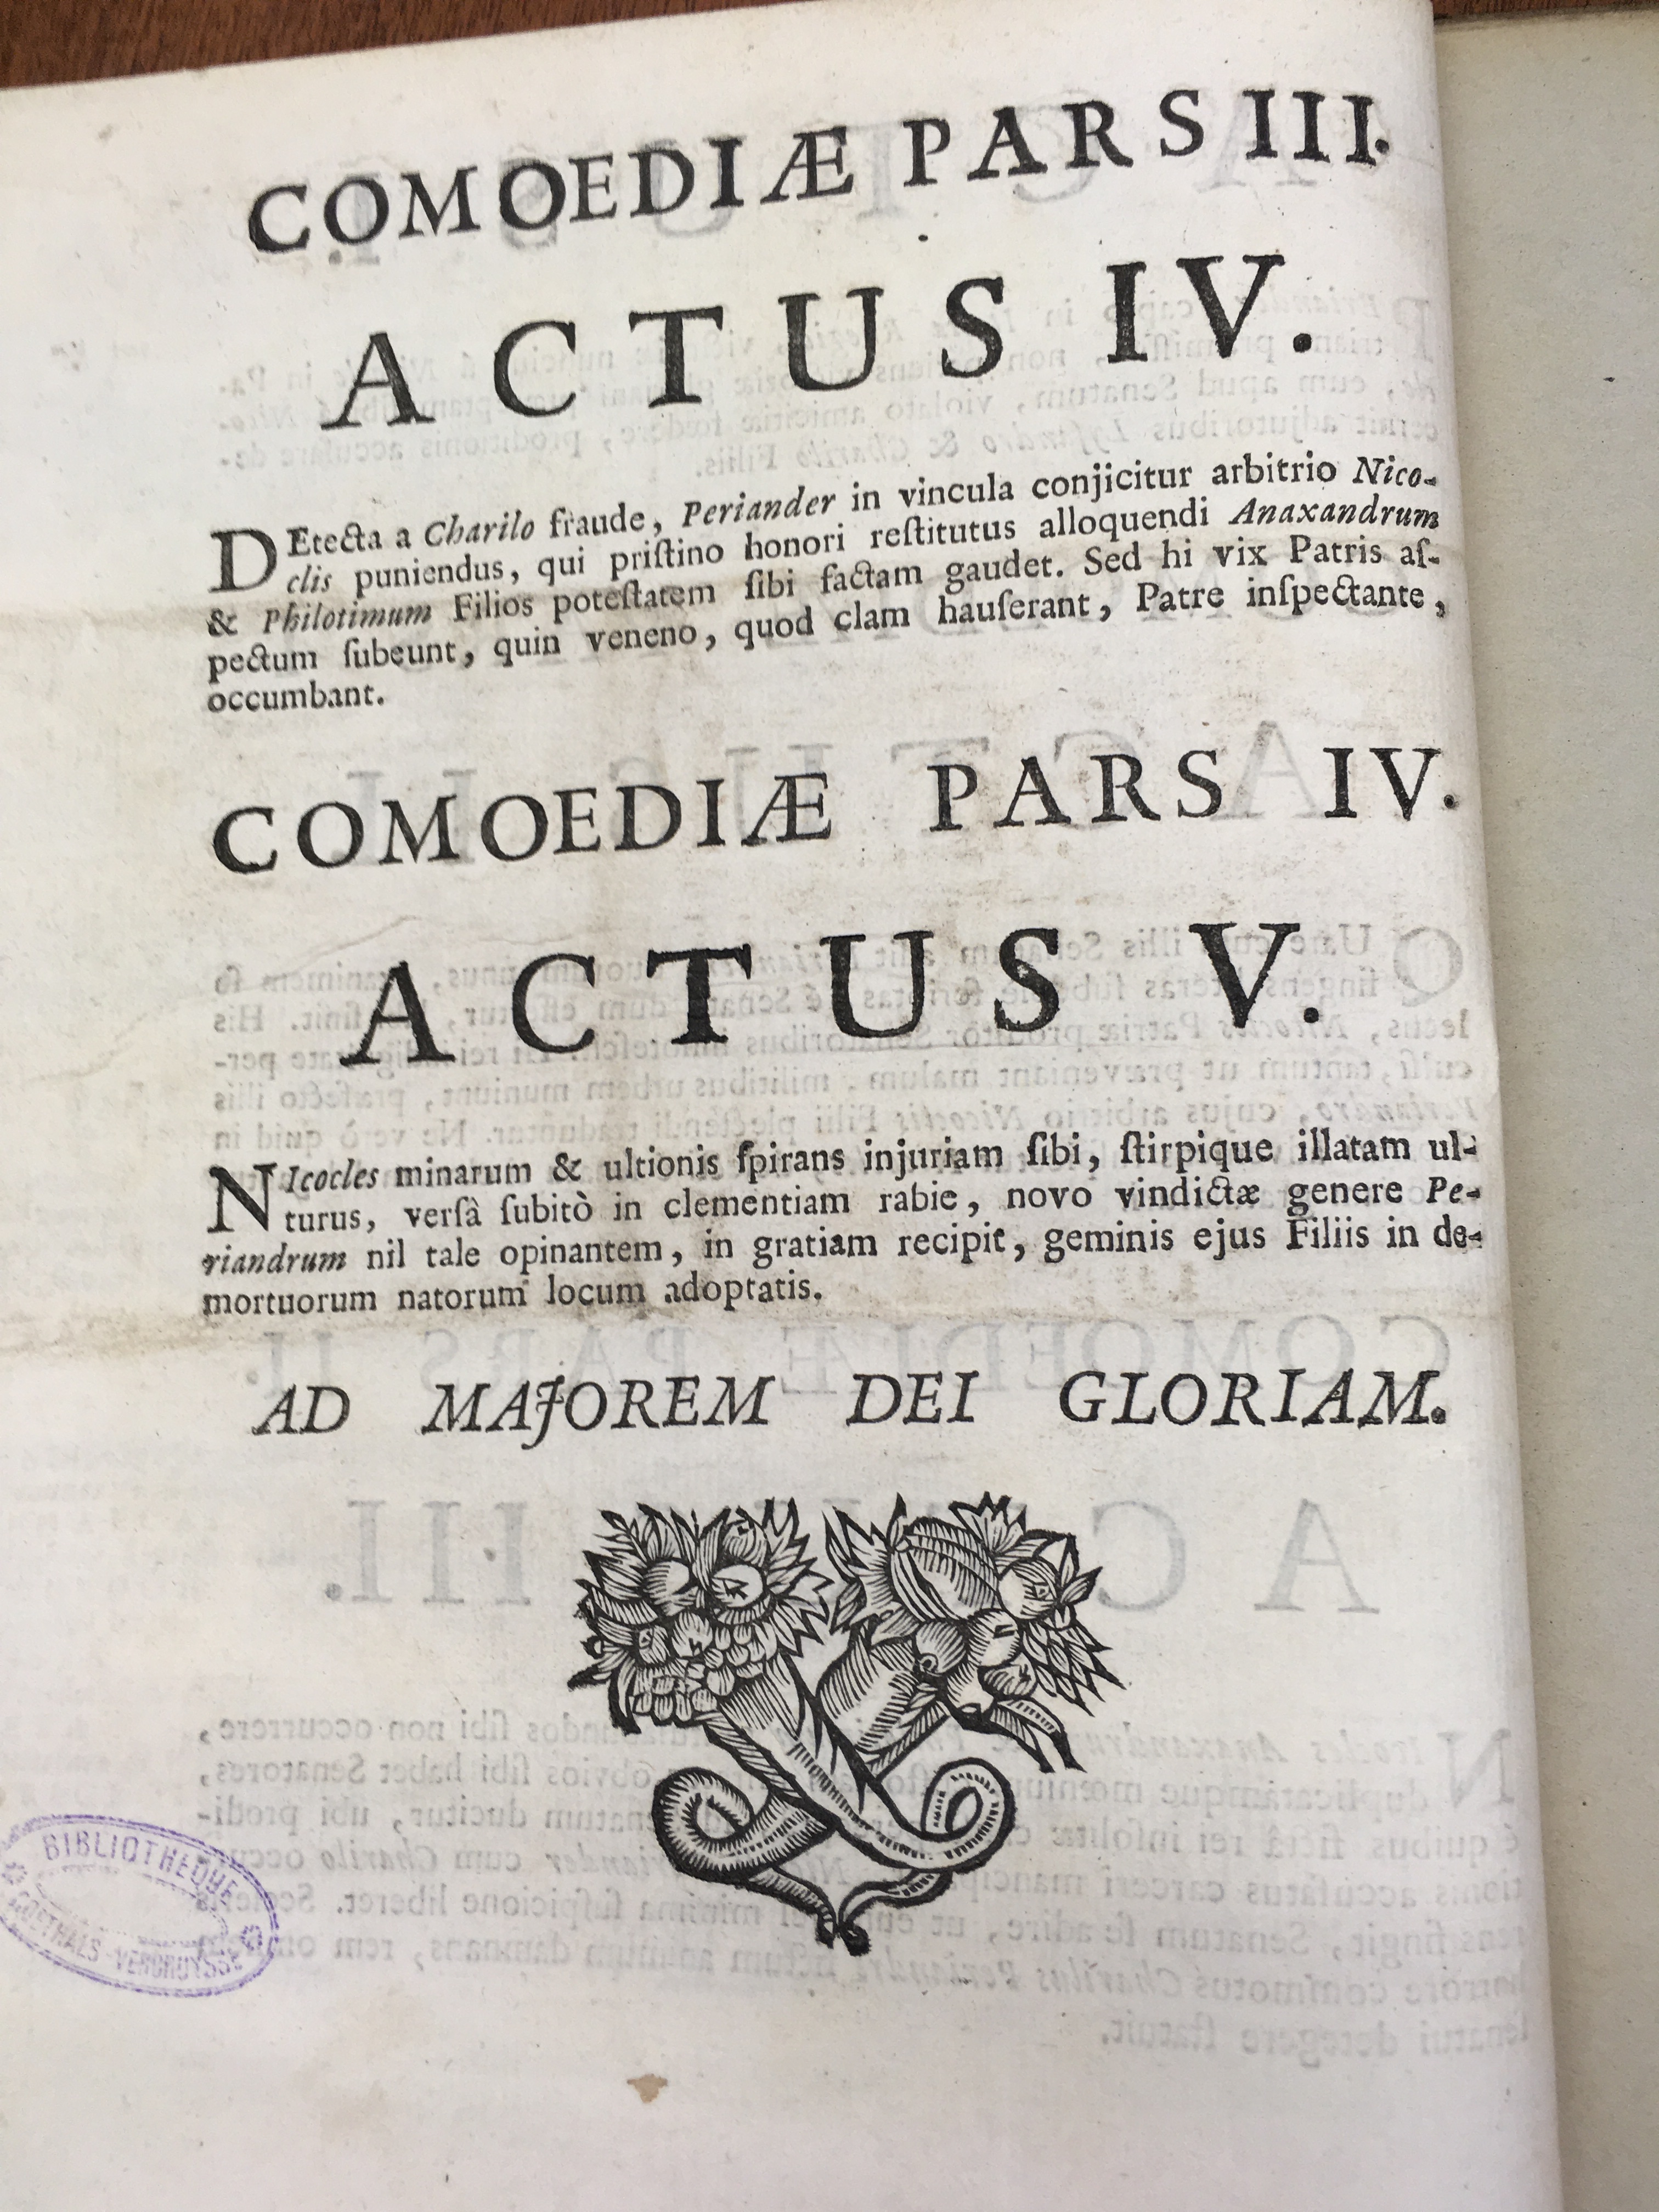 COMOEDIÆ PARS III.
ACTUS IV.
DEtecta a Charilo fraude, Periander in vincula conjicitur arbitrio Nico-
clis puniendus, qui priſtino honori reſtitutus alloquendi Anaxandrum
& Philotimum Filios poteſtatem ſibi factam gaudet. Sed hi vix Patris aſ-
pectum ſubeunt, quin veneno, quod clam hauſerant, Patre inſpectante,
occumbant.
COMOEDIÆ PARS IV.
ACTUS V.
NIcocles minarum & ultionis ſpirans injuriam ſibi, ſtirpique illatam ul-
turus, verſâ ſubitò in clementiam rabie, novo vindictæ genere Pe-
riandrum nil tale opinantem, in gratiam recipit, geminis ejus Filiis in de-
mortuorum natorum locum adoptatis.
AD MAJOREM DEI GLORIAM.
BIBLIOTHEQUE
GOETHALS-VERCRUYSSE